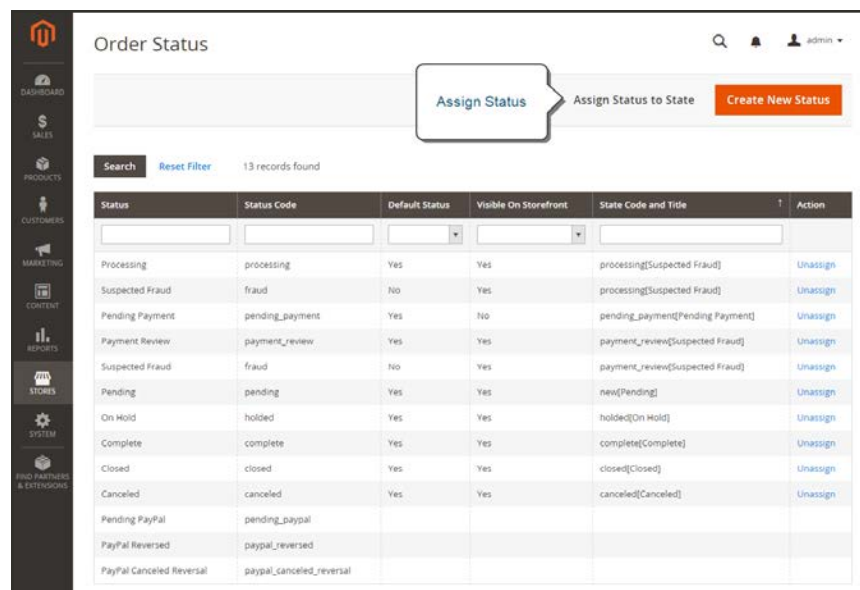 Order Status
admin
Assign Status
Assign Status to State
Create New Status
DASHBOARD
SALES
PRODUCTS
CUSTOMERS
MARKETING
CONTENT
REPORTS
STORES
SYSTEM
FIND PARTNERS
& EXTENSIONS
Search Reset Filter 13 records found
Status Status Code Default Status Visible On Storefront State Code and Title ↑ Action
Processing processing Yes Yes processing[Suspected Fraud] Unassign
Suspected Fraud fraud No Yes processing[Suspected Fraud] Unassign
Pending Payment pending_payment Yes No pending_payment[Pending Payment] Unassign
Payment Review payment_review Yes Yes payment_review[Suspected Fraud] Unassign
Suspected Fraud fraud No Yes payment_review[Suspected Fraud] Unassign
Pending pending Yes Yes new[Pending] Unassign
On Hold holded Yes Yes holded[On Hold] Unassign
Complete complete Yes Yes complete[Complete] Unassign
Closed closed Yes Yes closed[Closed] Unassign
Canceled canceled Yes Yes canceled[Canceled] Unassign
Pending PayPal pending_paypal
PayPal Reversed paypal_reversed
PayPal Canceled Reversal paypal_canceled_reversal